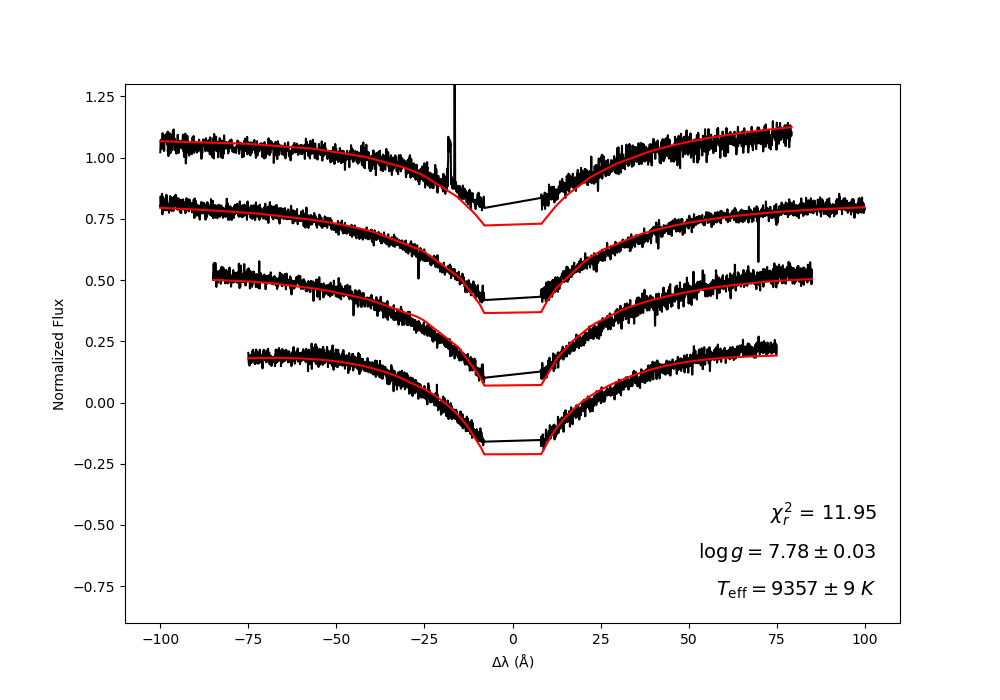 1.25
1.00
0.75
0.50
0.25
0.00
−0.25
−0.50
−0.75
Normalized Flux
χ²ᵣ = 11.95
log g = 7.78 ± 0.03
T_eff = 9357 ± 9 K
−100 −75 −50 −25 0 25 50 75 100
Δλ (Å)